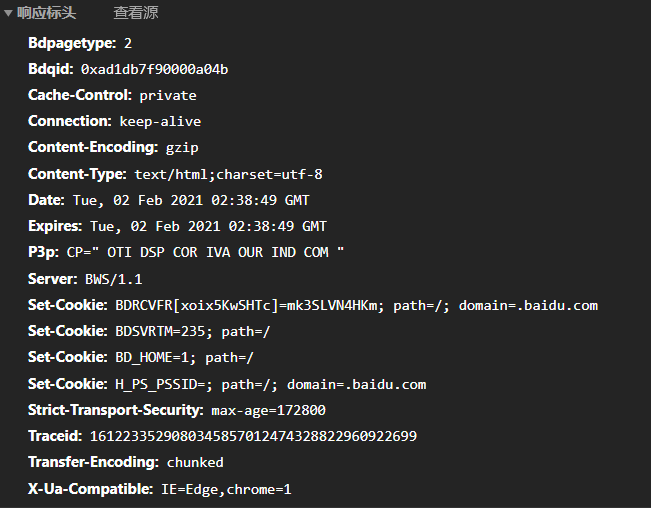 响应标头 查看源
Bdpagetype: 2
Bdqid: 0xad1db7f90000a04b
Cache-Control: private
Connection: keep-alive
Content-Encoding: gzip
Content-Type: text/html;charset=utf-8
Date: Tue, 02 Feb 2021 02:38:49 GMT
Expires: Tue, 02 Feb 2021 02:38:49 GMT
P3p: CP=" OTI DSP COR IVA OUR IND COM "
Server: BWS/1.1
Set-Cookie: BDRCVFR[xoix5KwSHTc]=mk3SLVN4HKm; path=/; domain=.baidu.com
Set-Cookie: BDSVRTM=235; path=/
Set-Cookie: BD_HOME=1; path=/
Set-Cookie: H_PS_PSSID=; path=/; domain=.baidu.com
Strict-Transport-Security: max-age=172800
Traceid: 1612233529080345857012474328822960922699
Transfer-Encoding: chunked
X-Ua-Compatible: IE=Edge,chrome=1